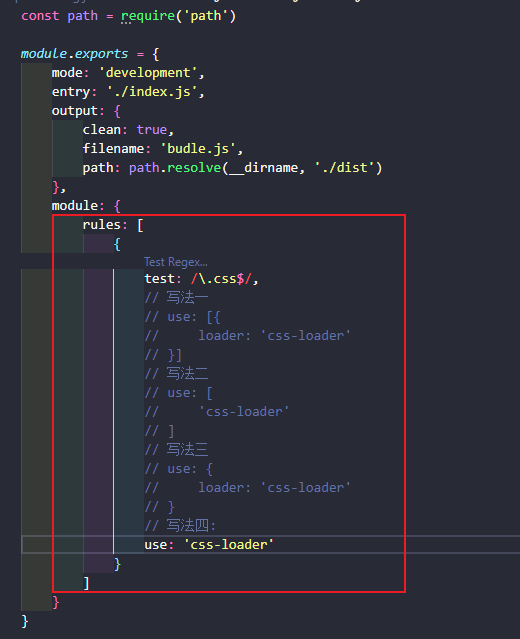 const path = require('path')
module.exports = {
    mode: 'development',
    entry: './index.js',
    output: {
        clean: true,
        filename: 'budle.js',
        path: path.resolve(__dirname, './dist')
    },
    module: {
        rules: [
            {
                Test Regex...
                test: /\.css$/,
                // 写法一
                // use: [{
                //     loader: 'css-loader'
                // }]
                // 写法二
                // use: [
                //     'css-loader'
                // ]
                // 写法三
                // use: {
                //     loader: 'css-loader'
                // }
                // 写法四:
                use: 'css-loader'
            }
        ]
    }
}